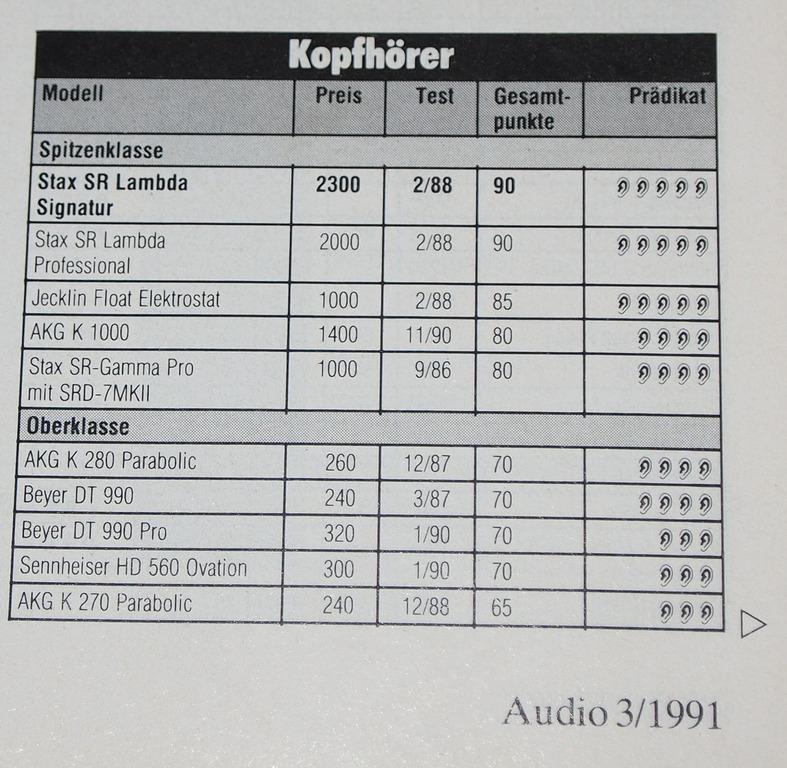 Kopfhörer
Modell Preis Test Gesamt- Prädikat
punkte
Spitzenklasse
Stax SR Lambda 2300 2/88 90
Signatur
Stax SR Lambda 2000 2/88 90
Professional
Jecklin Float Elektrostat 1000 2/88 85
AKG K 1000 1400 11/90 80
Stax SR-Gamma Pro 1000 9/86 80
mit SRD-7MKII
Oberklasse
AKG K 280 Parabolic 260 12/87 70
Beyer DT 990 240 3/87 70
Beyer DT 990 Pro 320 1/90 70
Sennheiser HD 560 Ovation 300 1/90 70
AKG K 270 Parabolic 240 12/88 65
Audio 3/1991